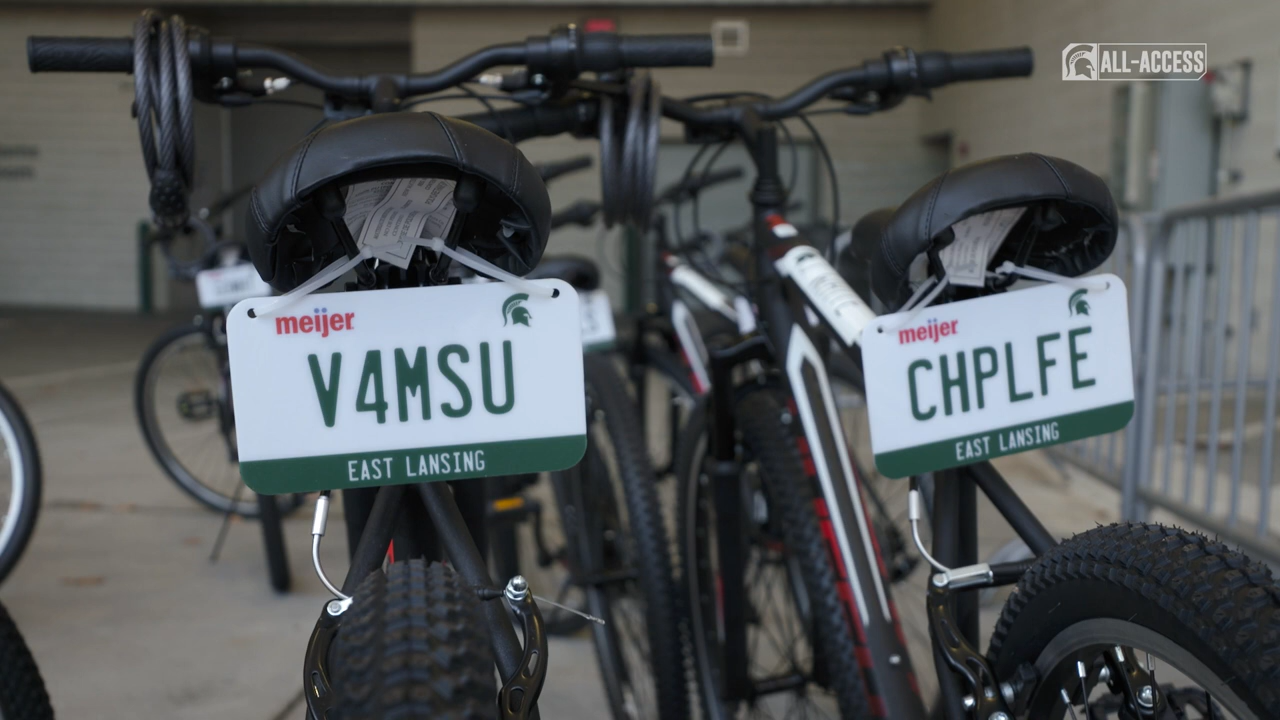 ALL-ACCESS
meijer
V4MSU
EAST LANSING
meijer
CHPLFE
EAST LANSING